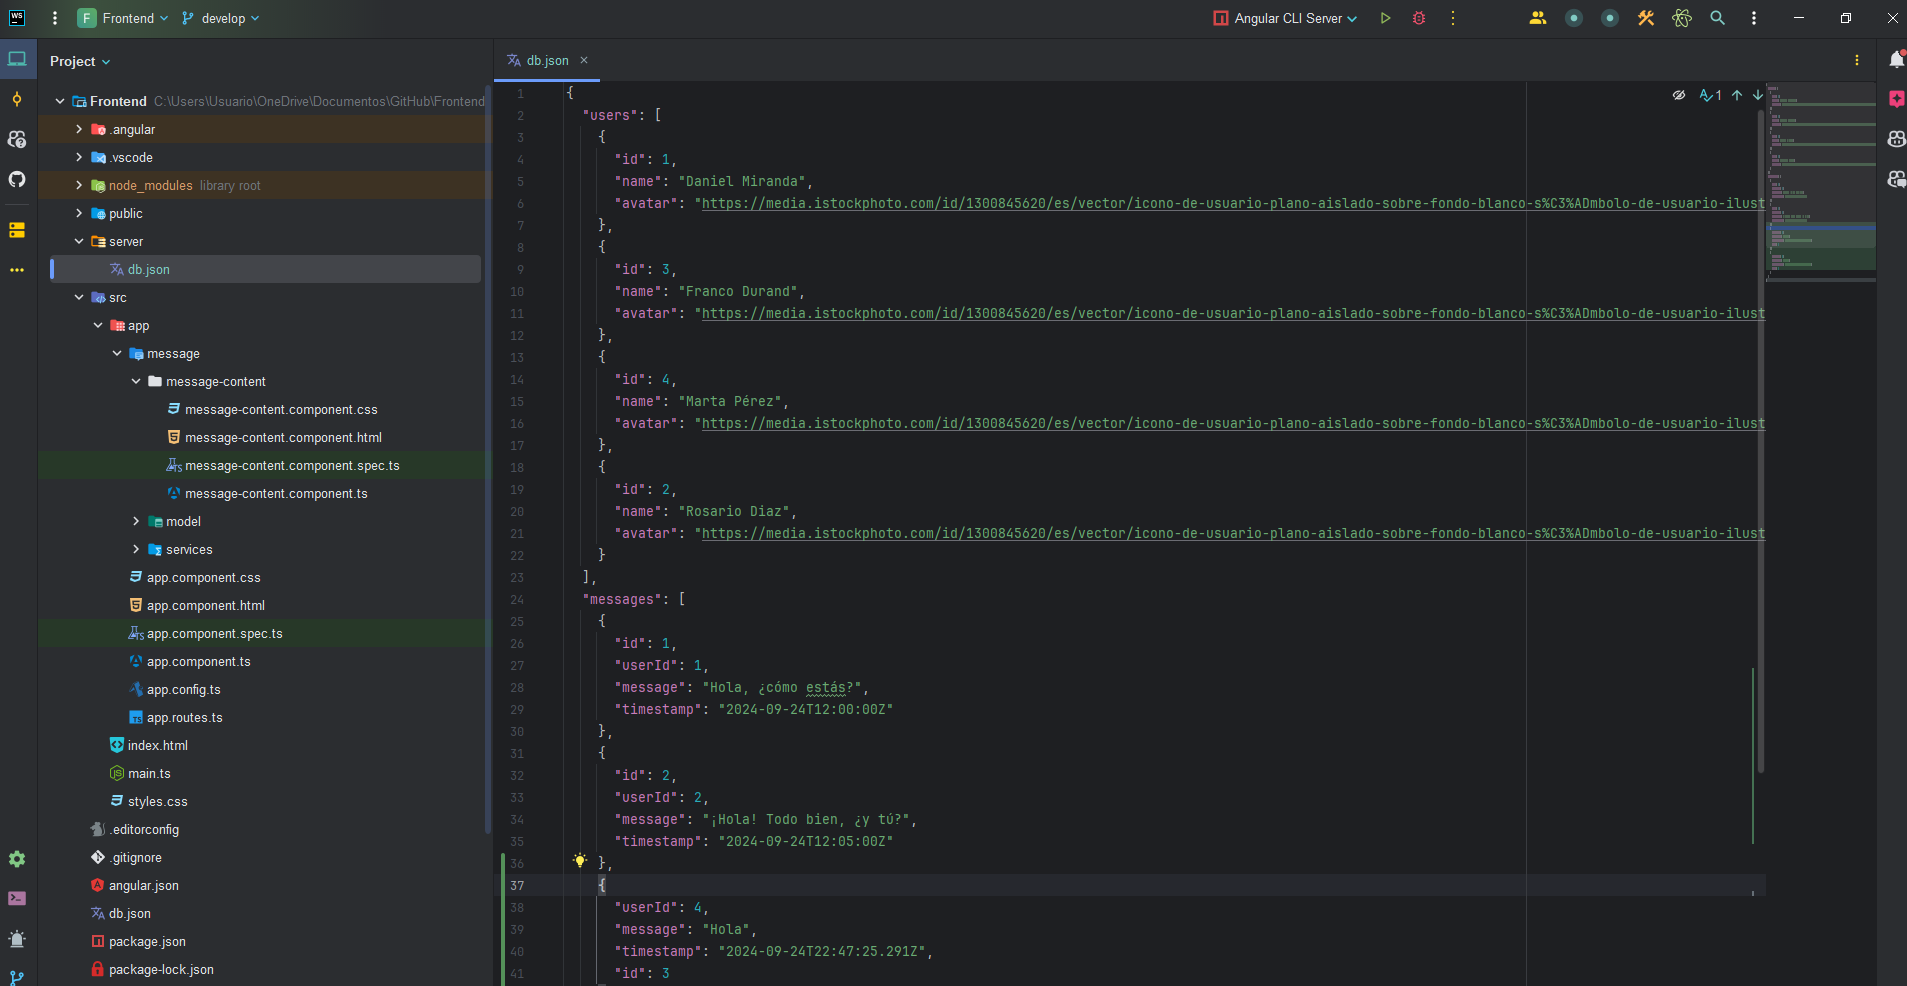 WS
F Frontend
develop
Angular CLI Server
Project
Frontend C:\Users\Usuario\OneDrive\Documentos\GitHub\Frontend
.angular
.vscode
node_modules library root
public
server
db.json
src
app
message
message-content
message-content.component.css
message-content.component.html
message-content.component.spec.ts
message-content.component.ts
model
services
app.component.css
app.component.html
app.component.spec.ts
app.component.ts
app.config.ts
app.routes.ts
index.html
main.ts
styles.css
.editorconfig
.gitignore
angular.json
db.json
package.json
package-lock.json
db.json
1
1 {
2 "users": [
3 {
4 "id": 1,
5 "name": "Daniel Miranda",
6 "avatar": "https://media.istockphoto.com/id/1300845620/es/vector/icono-de-usuario-plano-aislado-sobre-fondo-blanco-s%C3%ADmbolo-de-usuario-ilust
7 },
8 {
9 "id": 3,
10 "name": "Franco Durand",
11 "avatar": "https://media.istockphoto.com/id/1300845620/es/vector/icono-de-usuario-plano-aislado-sobre-fondo-blanco-s%C3%ADmbolo-de-usuario-ilust
12 },
13 {
14 "id": 4,
15 "name": "Marta Pérez",
16 "avatar": "https://media.istockphoto.com/id/1300845620/es/vector/icono-de-usuario-plano-aislado-sobre-fondo-blanco-s%C3%ADmbolo-de-usuario-ilust
17 },
18 {
19 "id": 2,
20 "name": "Rosario Diaz",
21 "avatar": "https://media.istockphoto.com/id/1300845620/es/vector/icono-de-usuario-plano-aislado-sobre-fondo-blanco-s%C3%ADmbolo-de-usuario-ilust
22 }
23 ],
24 "messages": [
25 {
26 "id": 1,
27 "userId": 1,
28 "message": "Hola, ¿cómo estás?",
29 "timestamp": "2024-09-24T12:00:00Z"
30 },
31 {
32 "id": 2,
33 "userId": 2,
34 "message": "¡Hola! Todo bien, ¿y tú?",
35 "timestamp": "2024-09-24T12:05:00Z"
36 },
37 {
38 "userId": 4,
39 "message": "Hola",
40 "timestamp": "2024-09-24T22:47:25.291Z",
41 "id": 3